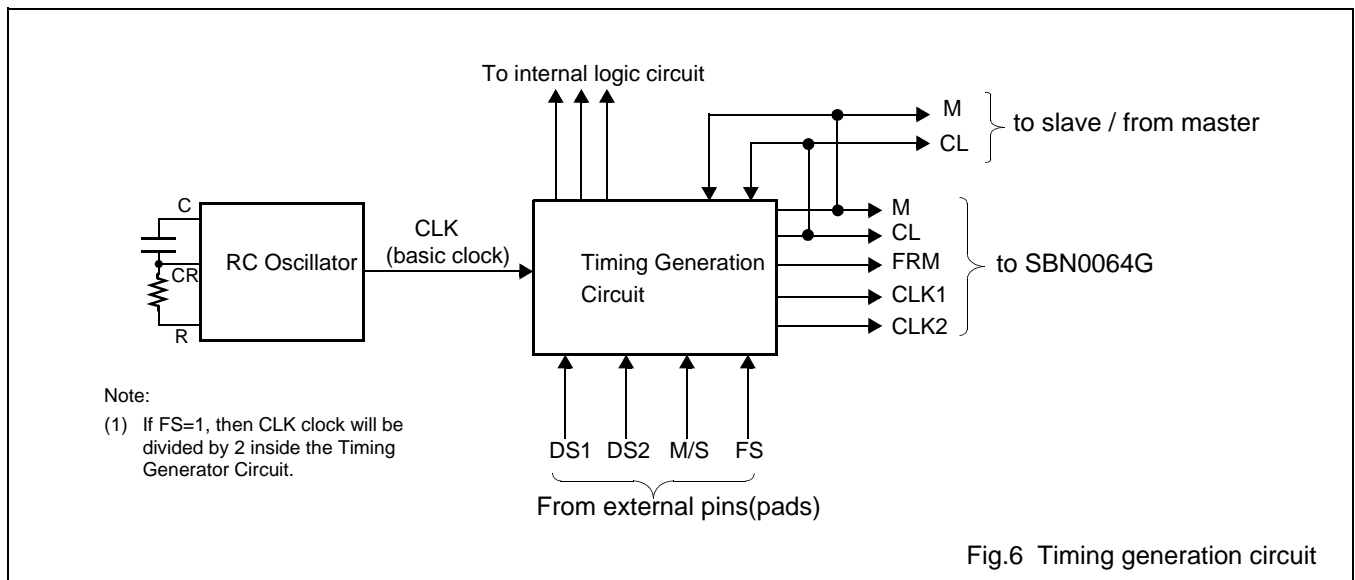 To internal logic circuit
M
CL
to slave / from master
C
CR
R
RC Oscillator
CLK
(basic clock)
Timing Generation
Circuit
M
CL
FRM
CLK1
CLK2
to SBN0064G
Note:
(1) If FS=1, then CLK clock will be
divided by 2 inside the Timing
Generator Circuit.
DS1 DS2 M/S FS
From external pins(pads)
Fig.6 Timing generation circuit